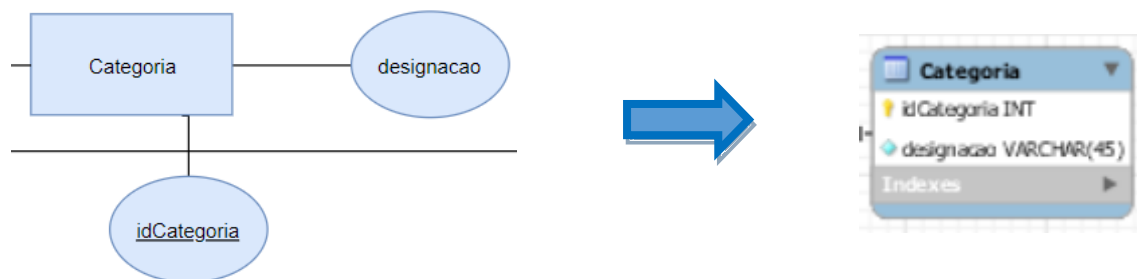 Categoria
designacao
idCategoria
Categoria
idCategoria INT
designacao VARCHAR(45)
Indexes